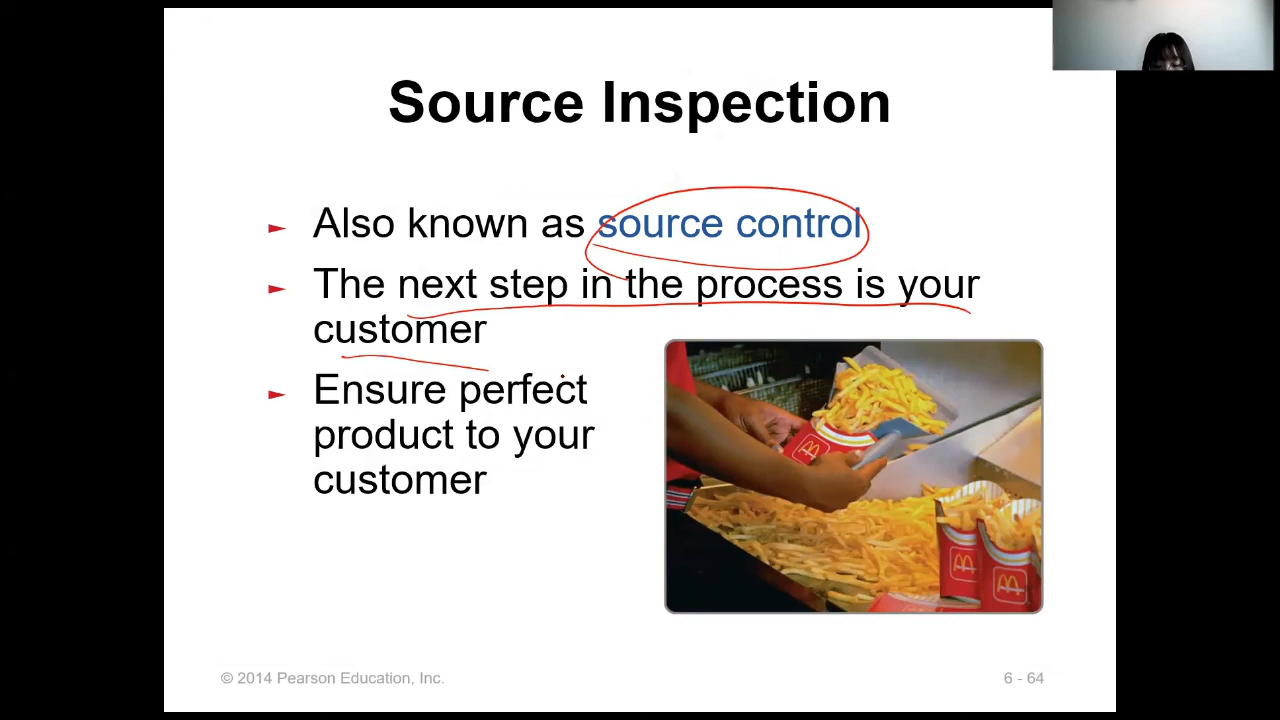 Source Inspection
► Also known as source control
► The next step in the process is your
customer
► Ensure perfect
product to your
customer
© 2014 Pearson Education, Inc.
6 - 64